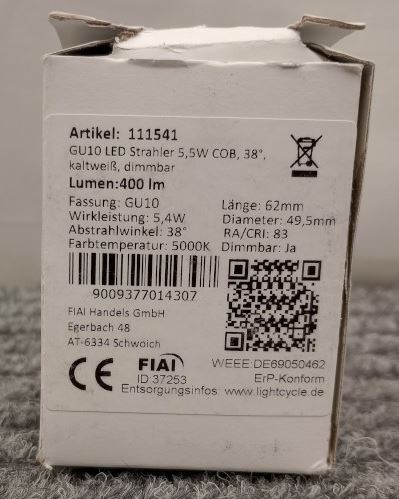 Artikel: 111541
GU10 LED Strahler 5,5W COB, 38°,
kaltweiß, dimmbar
Lumen:400 lm
Fassung: GU10
Länge: 62mm
Wirkleistung: 5,4W
Diameter: 49,5mm
Abstrahlwinkel: 38°
RA/CRI: 83
Farbtemperatur: 5000K
Dimmbar: Ja
9009377014307
FIAI Handels GmbH
Egerbach 48
AT-6334 Schwoich
CE
FIAI
ID:37253
WEEE:DE69050462
ErP-Konform
Entsorgungsinfos: www.lightcycle.de